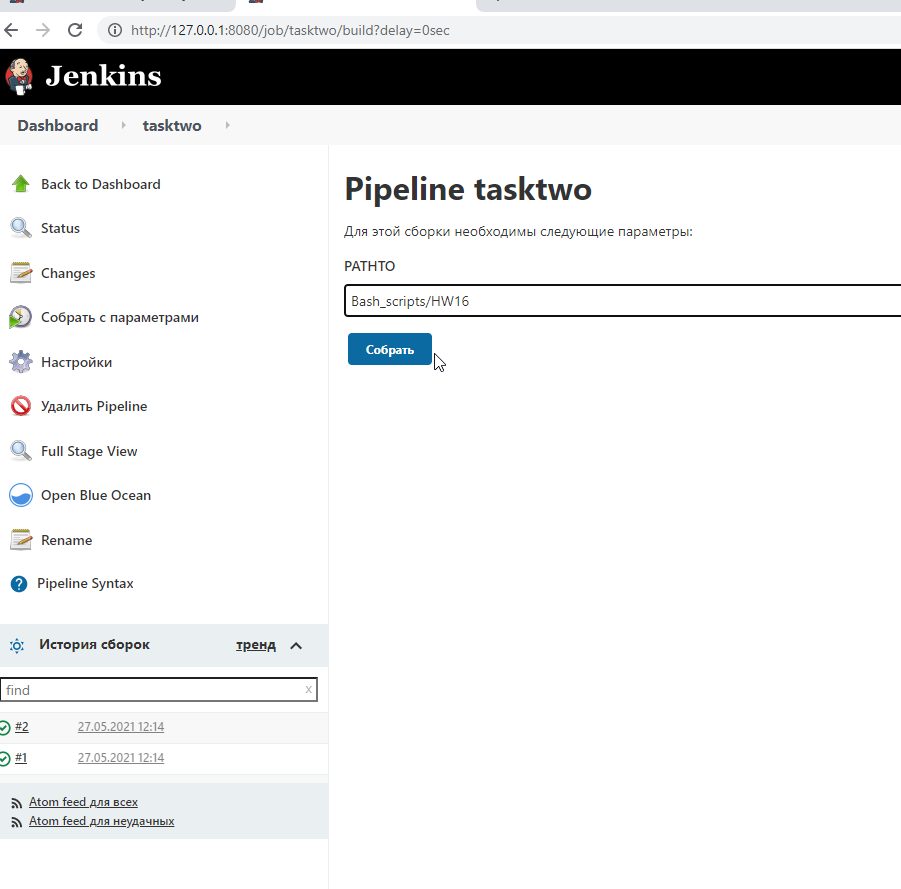 http://127.0.0.1:8080/job/tasktwo/build?delay=0sec
Jenkins
Dashboard
tasktwo
Back to Dashboard
Status
Changes
Собрать с параметрами
Настройки
Удалить Pipeline
Full Stage View
Open Blue Ocean
Rename
? Pipeline Syntax
История сборок
тренд
find
x
#2
27.05.2021 12:14
#1
27.05.2021 12:14
Atom feed для всех
Atom feed для неудачных
Pipeline tasktwo
Для этой сборки необходимы следующие параметры:
PATHTO
Bash_scripts/HW16
Собрать